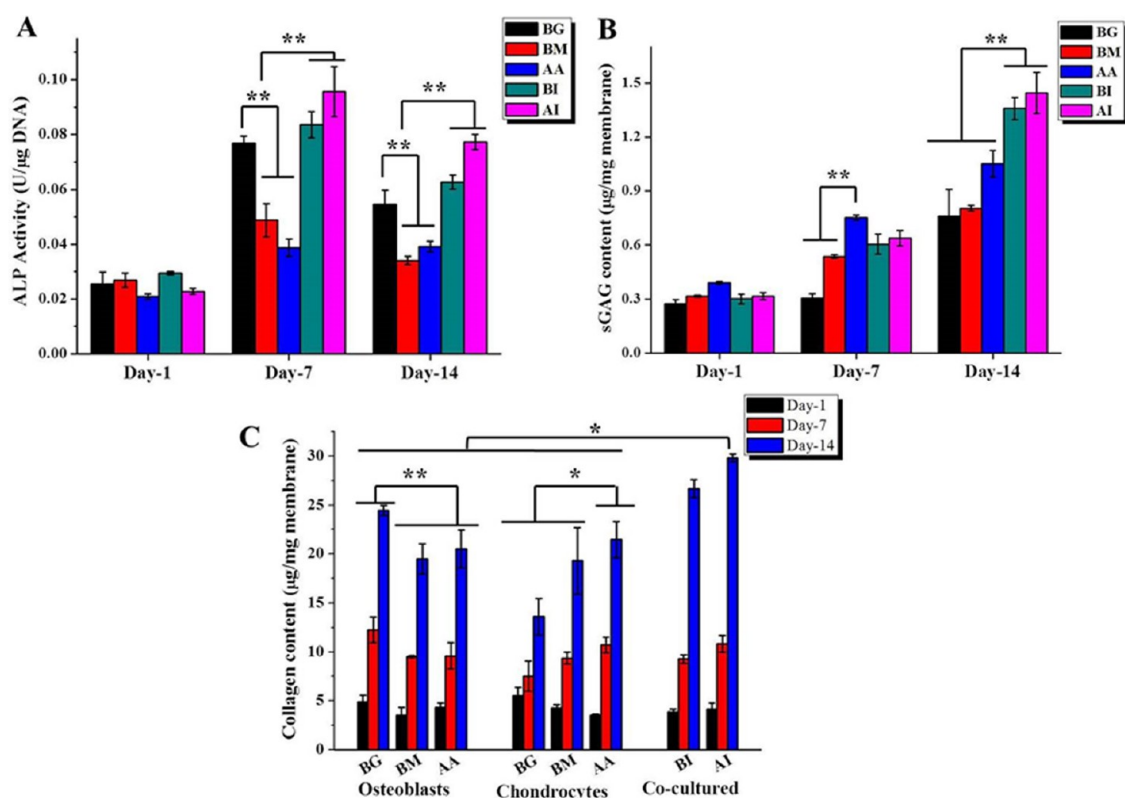 A
BG
BM
AA
BI
AI
**
**
**
**
ALP Activity (U/µg DNA)
0.10
0.08
0.06
0.04
0.02
0.00
Day-1
Day-7
Day-14
B
BG
BM
AA
BI
AI
**
**
sGAG content (µg/mg membrane)
1.5
1.2
0.9
0.6
0.3
0.0
Day-1
Day-7
Day-14
C
Day-1
Day-7
Day-14
*
**
*
Collagen content (µg/mg membrane)
30
25
20
15
10
5
0
BG BM AA BG BM AA BI AI
Osteoblasts Chondrocytes Co-cultured